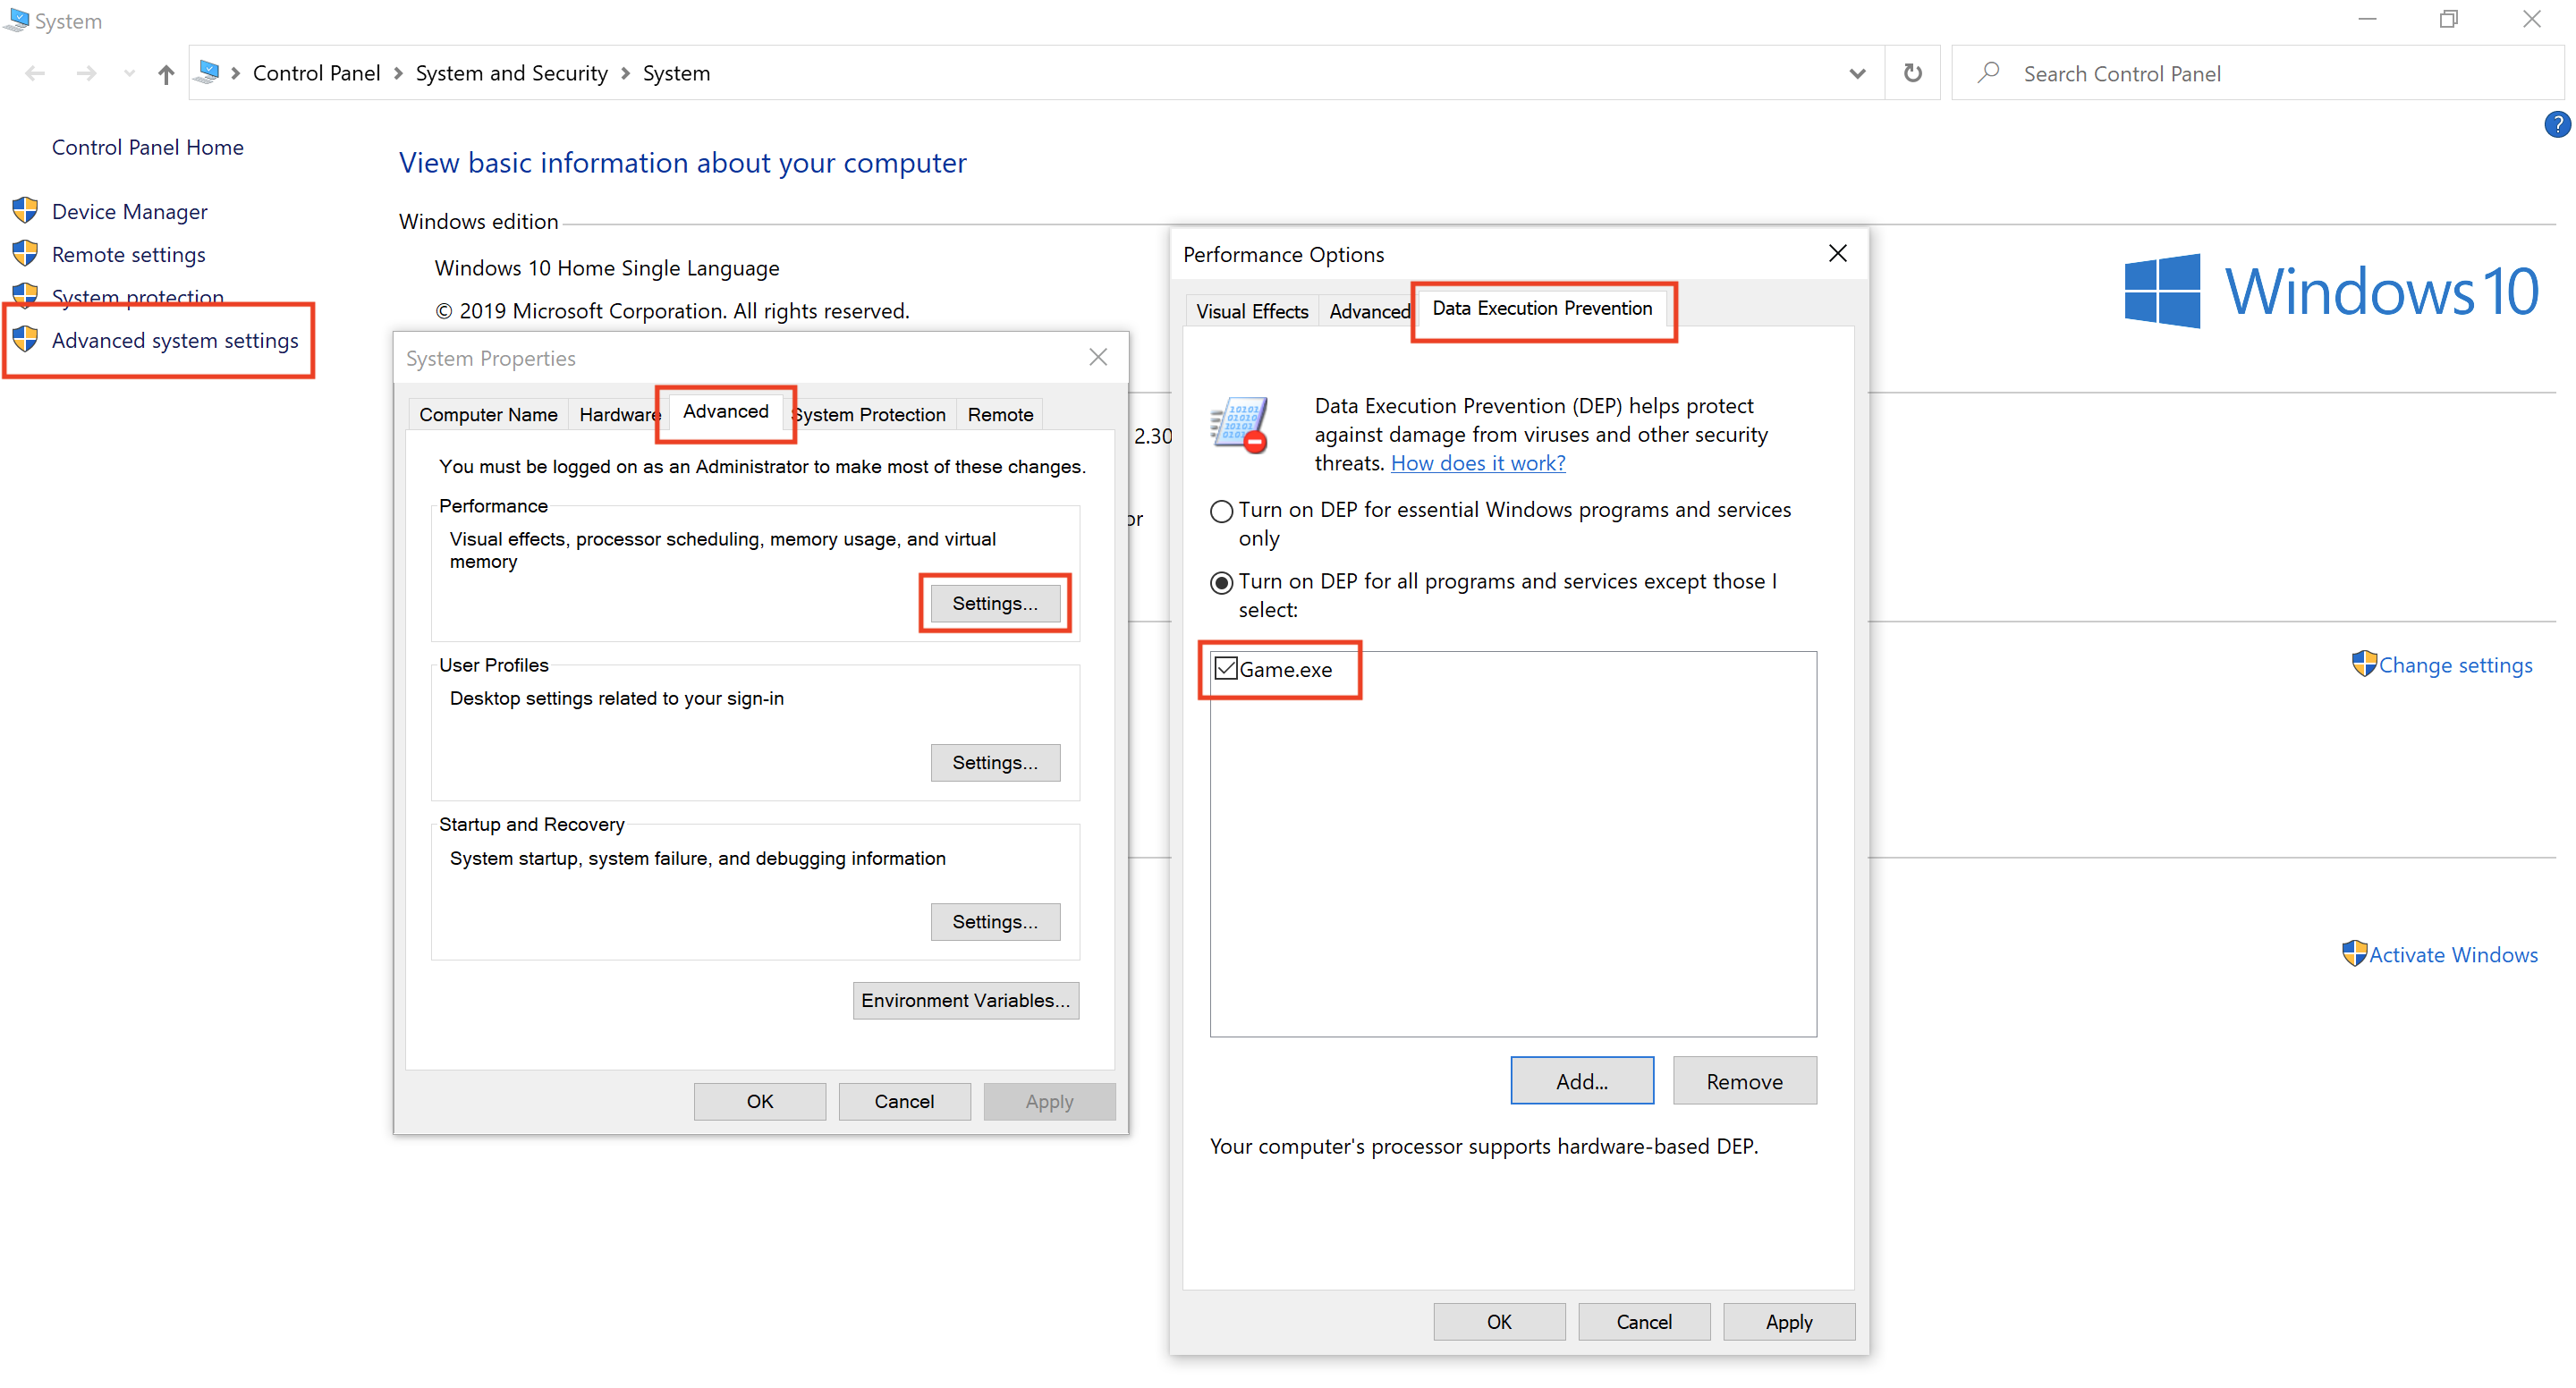 System
Control Panel > System and Security > System
Search Control Panel
Control Panel Home
Device Manager
Remote settings
System protection
Advanced system settings
View basic information about your computer
Windows edition
Windows 10 Home Single Language
© 2019 Microsoft Corporation. All rights reserved.
Windows 10
2.30
or
Change settings
Activate Windows
System Properties
Computer Name
Hardware
Advanced
System Protection
Remote
You must be logged on as an Administrator to make most of these changes.
Performance
Visual effects, processor scheduling, memory usage, and virtual
memory
Settings...
User Profiles
Desktop settings related to your sign-in
Settings...
Startup and Recovery
System startup, system failure, and debugging information
Settings...
Environment Variables...
OK
Cancel
Apply
Performance Options
Visual Effects
Advanced
Data Execution Prevention
Data Execution Prevention (DEP) helps protect
against damage from viruses and other security
threats. How does it work?
Turn on DEP for essential Windows programs and services
only
Turn on DEP for all programs and services except those I
select:
Game.exe
Add...
Remove
Your computer's processor supports hardware-based DEP.
OK
Cancel
Apply